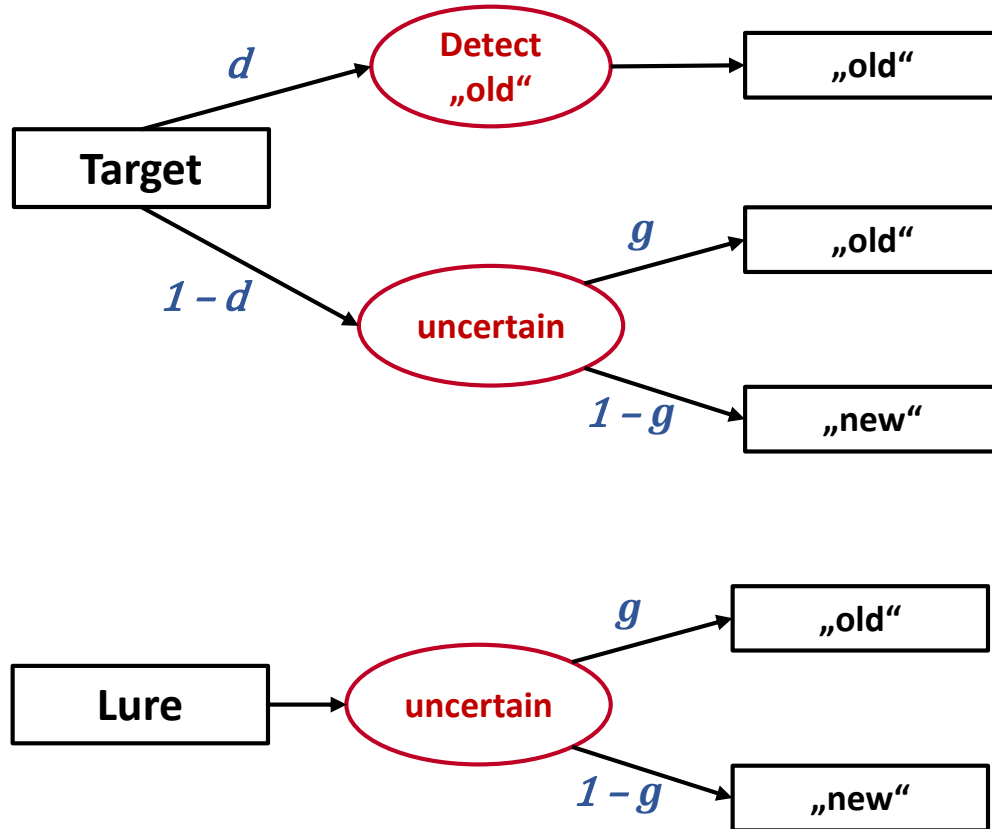 d
Detect
„old“
„old“
Target
g
„old“
1 – d
uncertain
1 – g
„new“
g
„old“
Lure
uncertain
1 – g
„new“